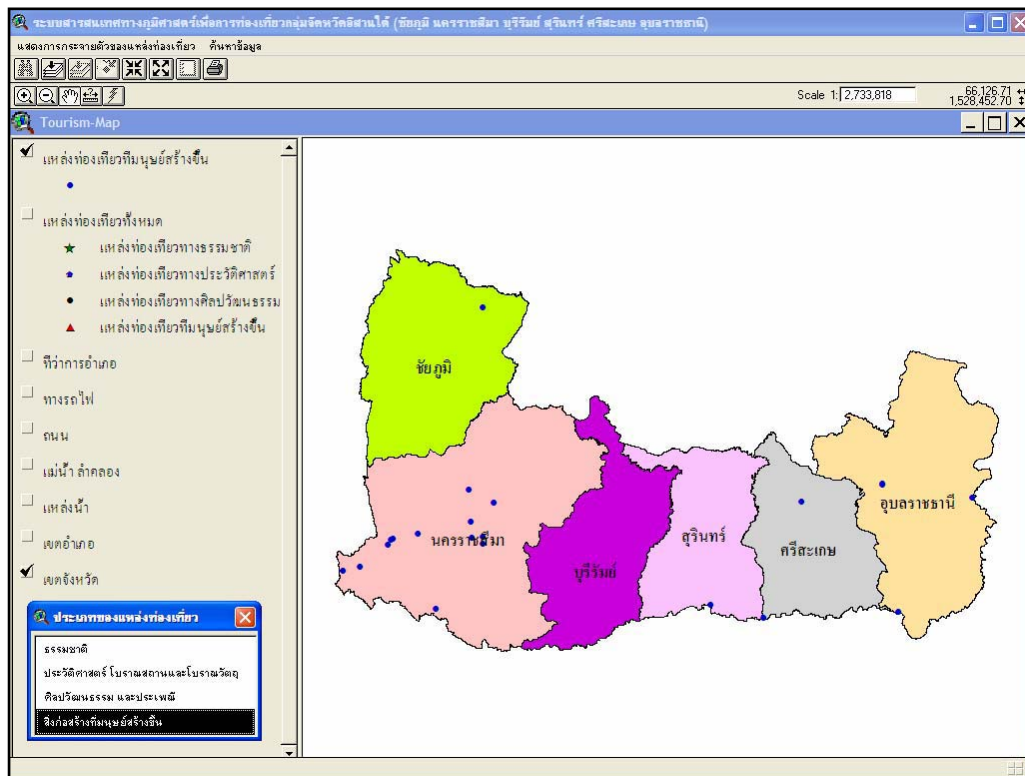 ระบบสารสนเทศทางภูมิศาสตร์เพื่อการท่องเที่ยวกลุ่มจังหวัดอีสานใต้ (ชัยภูมิ นครราชสีมา บุรีรัมย์ สุรินทร์ ศรีสะเกษ อุบลราชธานี)
แสดงการกระจายตัวของแหล่งท่องเที่ยว ค้นหาข้อมูล
Scale 1: 2,733,818 66,126.71
1,528,452.70
Tourism-Map
แหล่งท่องเที่ยวที่มนุษย์สร้างขึ้น
แหล่งท่องเที่ยวทั้งหมด
แหล่งท่องเที่ยวทางธรรมชาติ
แหล่งท่องเที่ยวทางประวัติศาสตร์
แหล่งท่องเที่ยวทางศิลปวัฒนธรรม
แหล่งท่องเที่ยวที่มนุษย์สร้างขึ้น
ที่ว่าการอำเภอ
ทางรถไฟ
ถนน
แม่น้ำ ลำคลอง
แหล่งน้ำ
เขตอำเภอ
เขตจังหวัด
ประเภทของแหล่งท่องเที่ยว
ธรรมชาติ
ประวัติศาสตร์ โบราณสถานและโบราณวัตถุ
ศิลปวัฒนธรรม และประเพณี
สิ่งก่อสร้างที่มนุษย์สร้างขึ้น
ชัยภูมิ
นครราชสีมา
บุรีรัมย์
สุรินทร์
ศรีสะเกษ
อุบลราชธานี